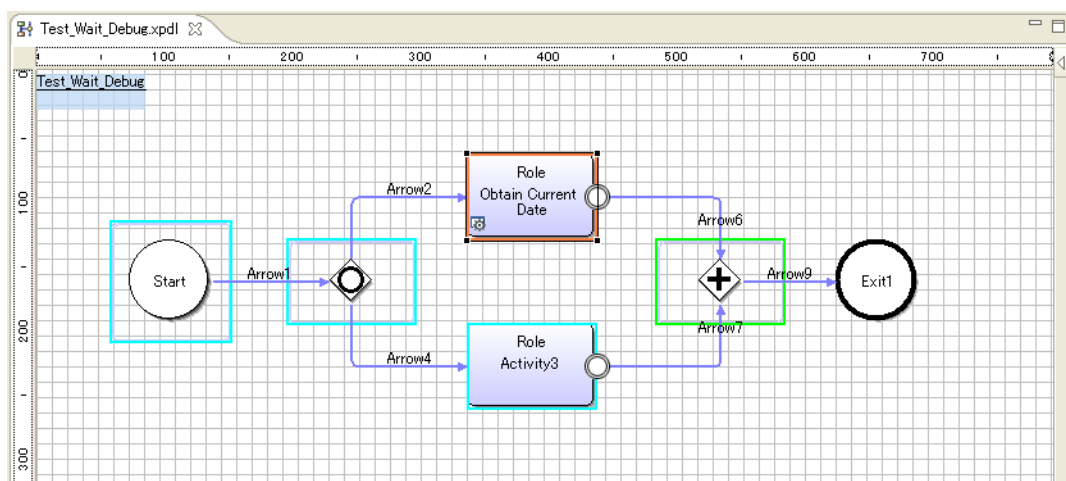 Test_Wait_Debug.xpdl
100 200 300 400 500 600 700
0
Test_Wait_Debug
Role
Obtain Current
Date
Arrow2
100
Arrow6
Start
Arrow1
Arrow9
Exit1
200
Arrow7
Role
Activity3
Arrow4
300